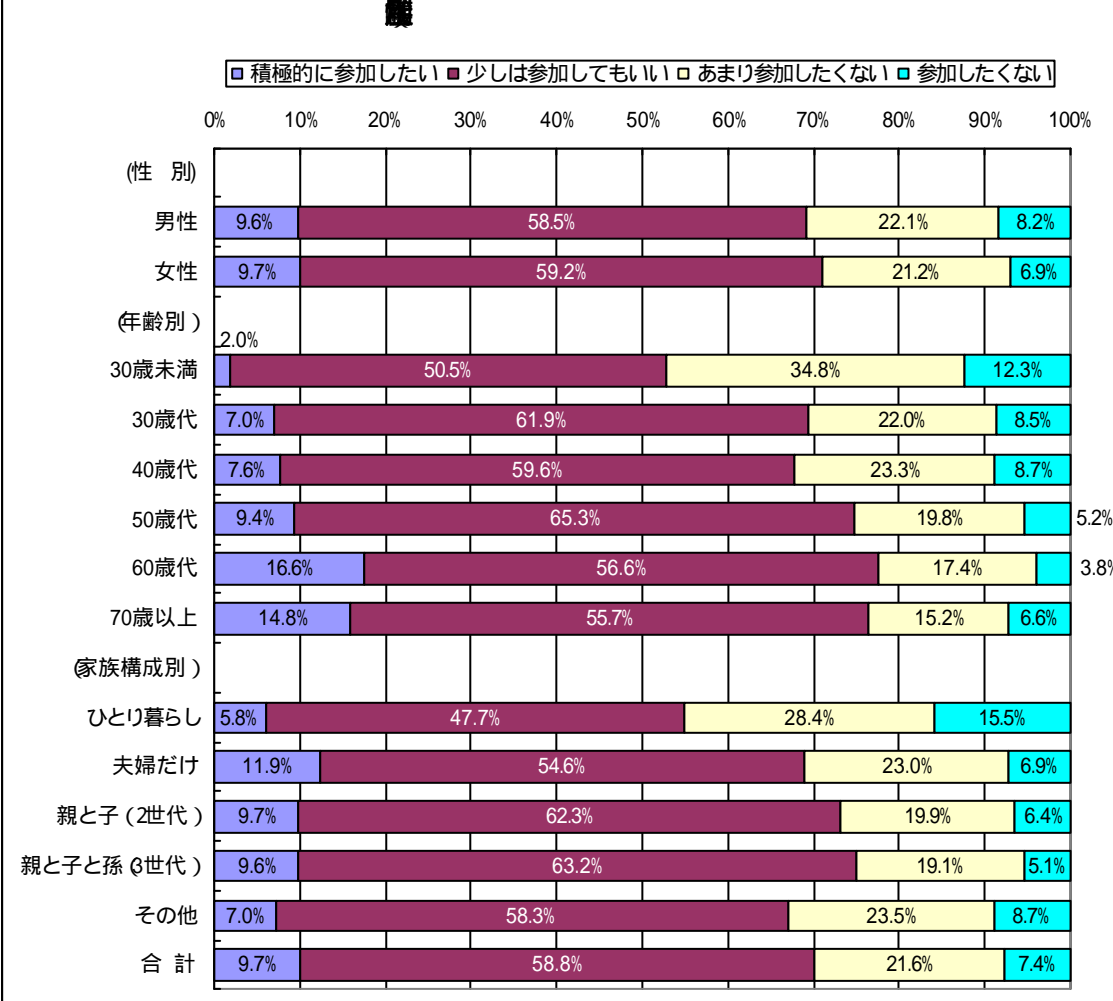 積極的に参加したい 少しは参加してもいい あまり参加したくない 参加したくない
0% 10% 20% 30% 40% 50% 60% 70% 80% 90% 100%
(性 別)
男性 9.6% 58.5% 22.1% 8.2%
女性 9.7% 59.2% 21.2% 6.9%
(年齢別)
30歳未満 2.0% 50.5% 34.8% 12.3%
30歳代 7.0% 61.9% 22.0% 8.5%
40歳代 7.6% 59.6% 23.3% 8.7%
50歳代 9.4% 65.3% 19.8% 5.2%
60歳代 16.6% 56.6% 17.4% 3.8%
70歳以上 14.8% 55.7% 15.2% 6.6%
(家族構成別)
ひとり暮らし 5.8% 47.7% 28.4% 15.5%
夫婦だけ 11.9% 54.6% 23.0% 6.9%
親と子(2世代) 9.7% 62.3% 19.9% 6.4%
親と子と孫(3世代) 9.6% 63.2% 19.1% 5.1%
その他 7.0% 58.3% 23.5% 8.7%
合 計 9.7% 58.8% 21.6% 7.4%